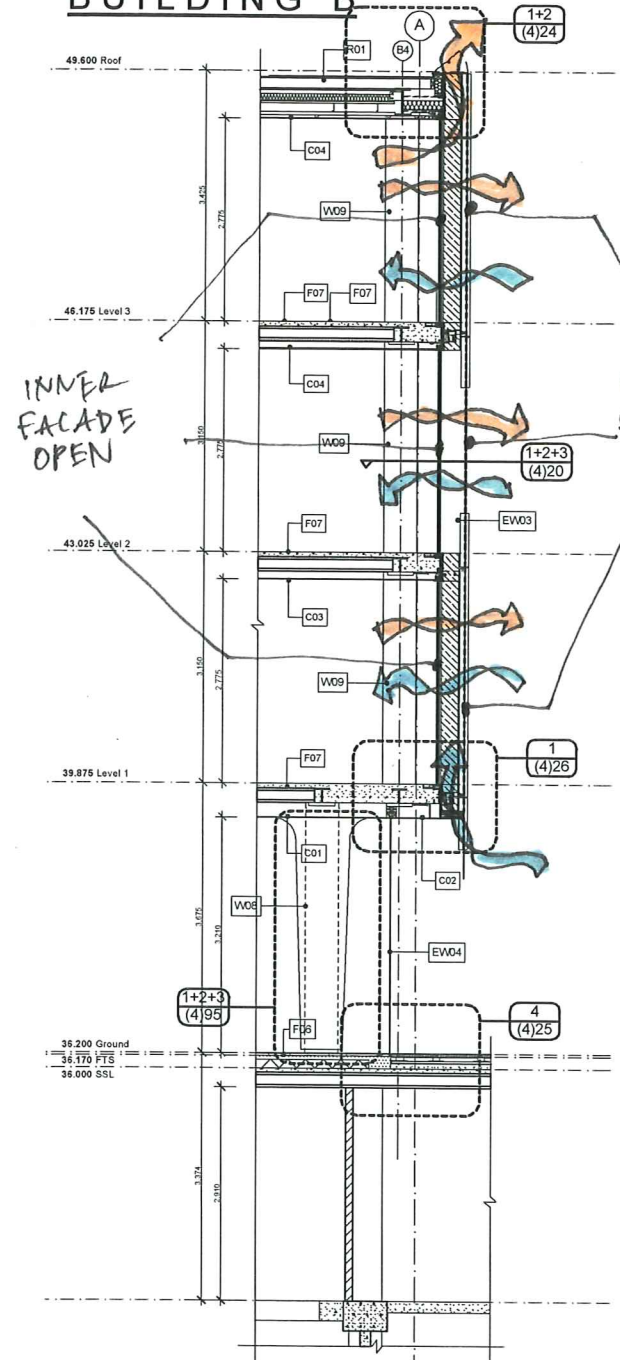 BUILDING B
1+2
(4)24
A
B4
49.600 Roof
R01
C04
3.425
2.775
W09
46.175 Level 3
F07
F07
C04
INNER
FACADE
OPEN
3.150
2.775
W09
1+2+3
(4)20
EW03
43.025 Level 2
F07
C03
3.150
2.775
W09
1
(4)26
39.875 Level 1
F07
C01
C02
W08
3.675
3.210
EW04
1+2+3
(4)95
4
(4)25
F06
36.200 Ground
36.170 FTS
36.000 SSL
3.374
2.910